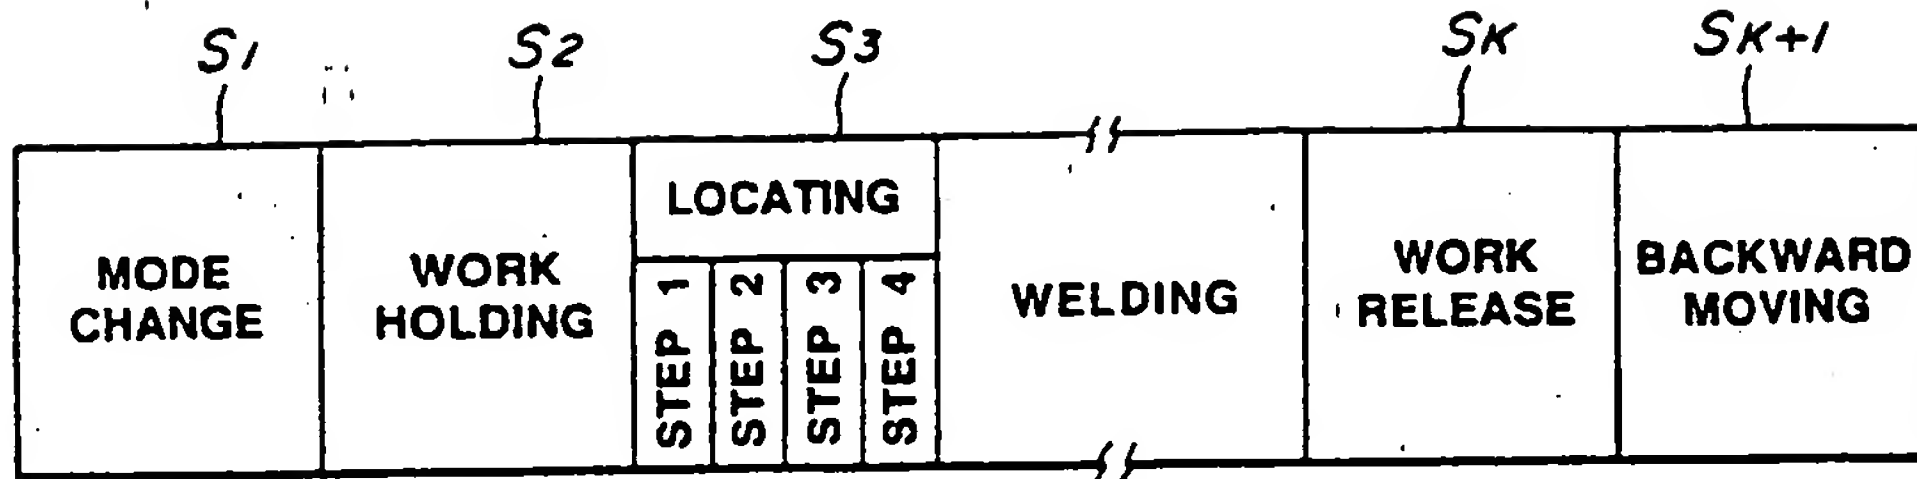 S1 S2 S3 SK SK+1
MODE CHANGE
WORK HOLDING
LOCATING
STEP 1
STEP 2
STEP 3
STEP 4
WELDING
WORK RELEASE
BACKWARD MOVING